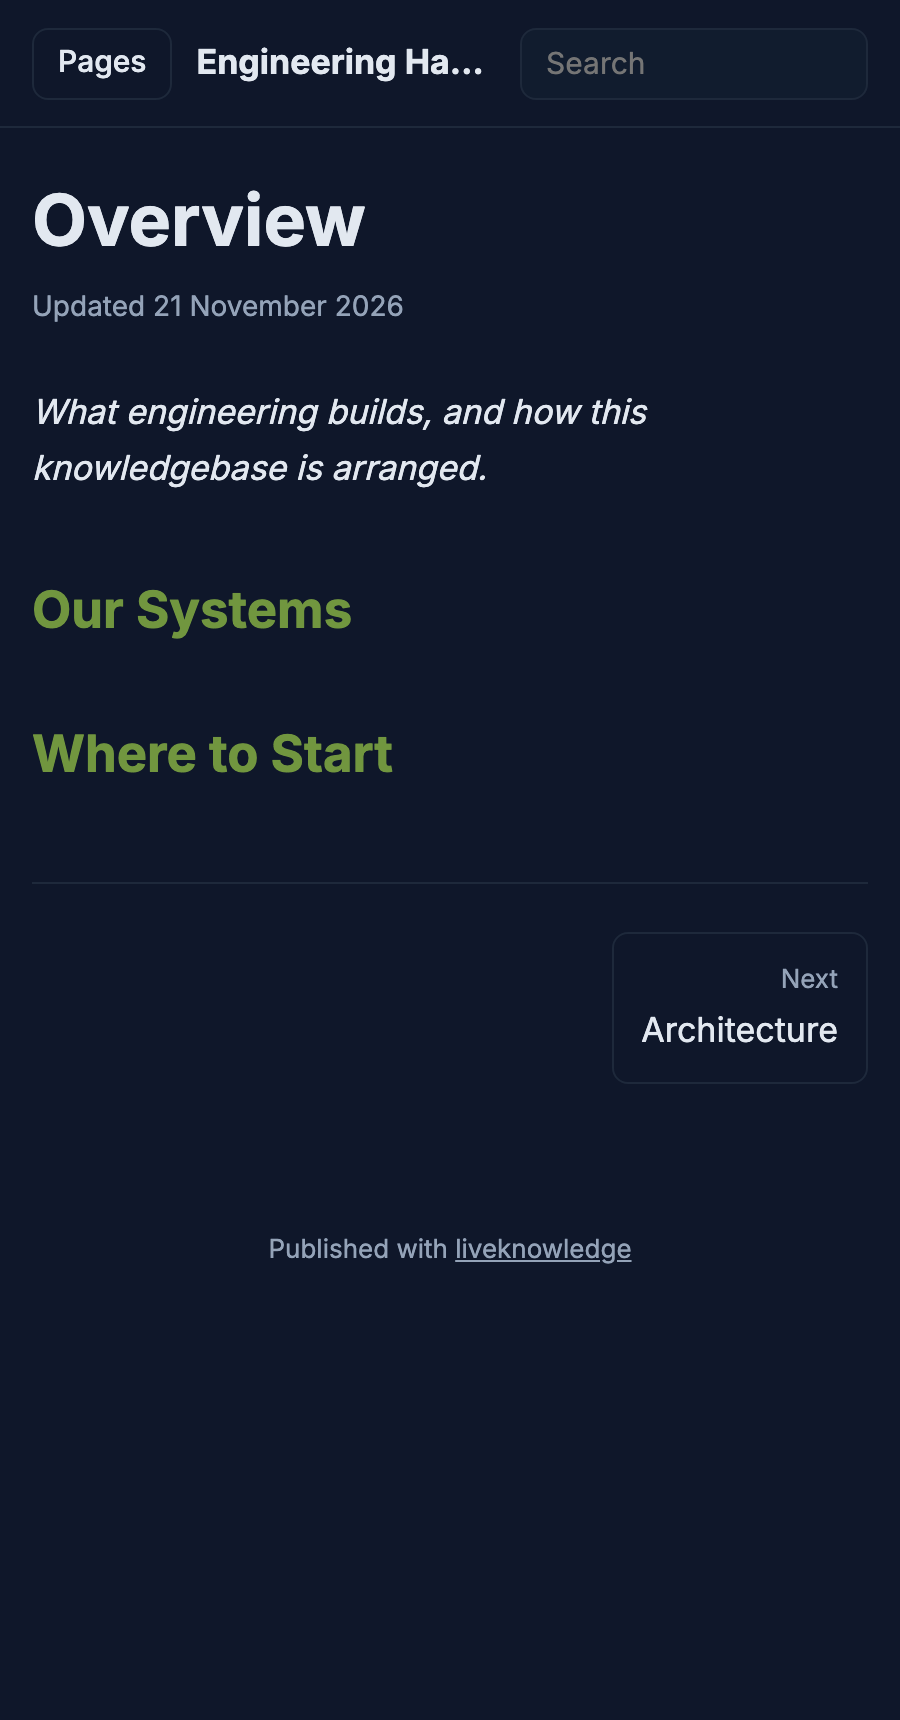 Pages
Engineering Ha...
Search
Overview
Updated 21 November 2026
What engineering builds, and how this
knowledgebase is arranged.
Our Systems
Where to Start
Next
Architecture
Published with liveknowledge